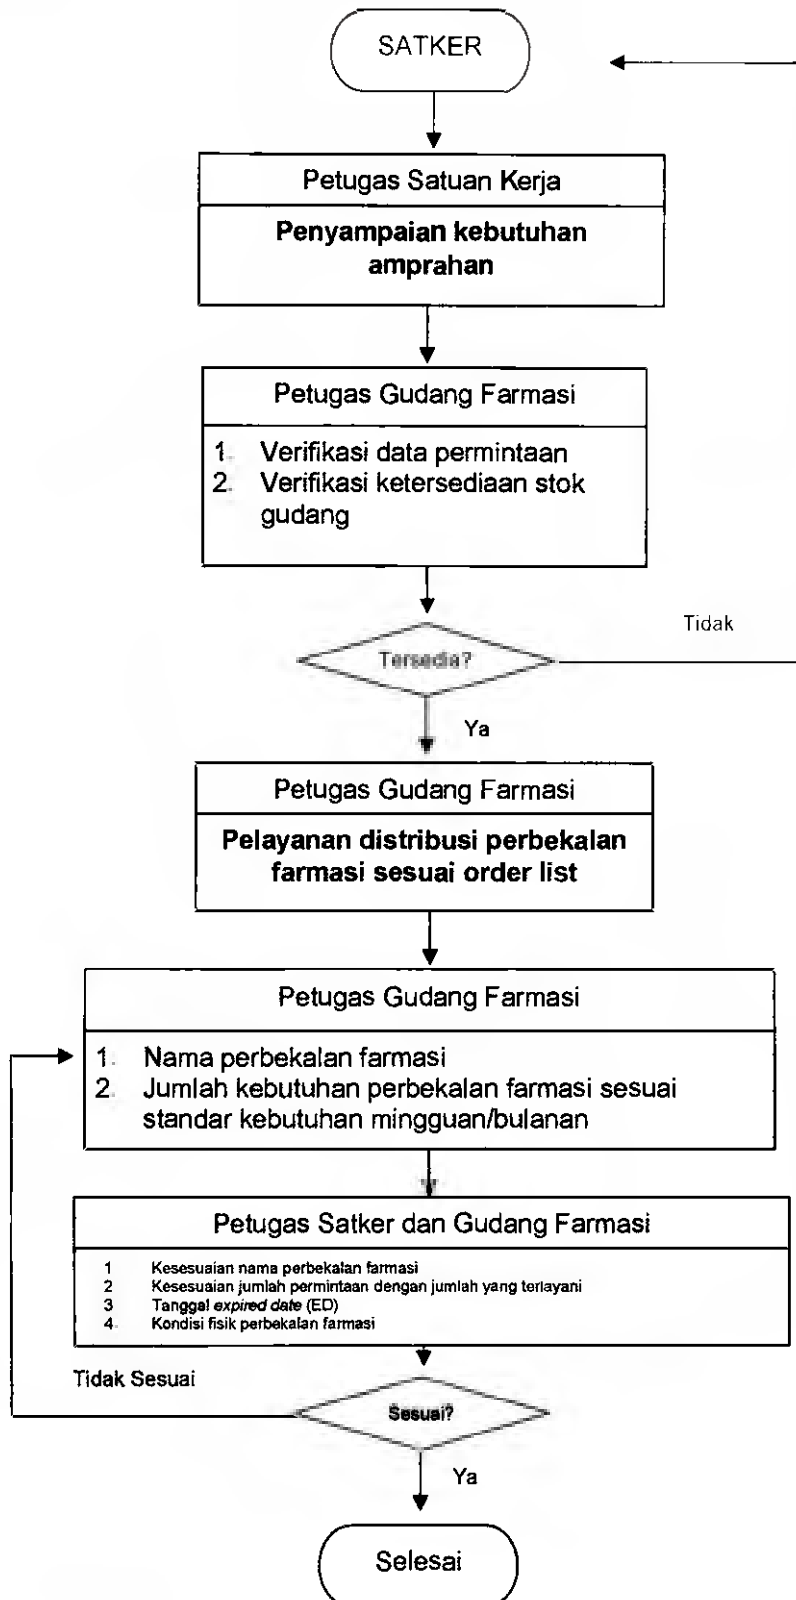 SATKER
Petugas Satuan Kerja
Penyampaian kebutuhan
amprahan
Petugas Gudang Farmasi
1. Verifikasi data permintaan
2. Verifikasi ketersediaan stok
gudang
Tidak
Tersedia?
Ya
Petugas Gudang Farmasi
Pelayanan distribusi perbekalan
farmasi sesuai order list
Petugas Gudang Farmasi
1. Nama perbekalan farmasi
2. Jumlah kebutuhan perbekalan farmasi sesuai
standar kebutuhan mingguan/bulanan
Petugas Satker dan Gudang Farmasi
1 Kesesuaian nama perbekalan farmasi
2 Kesesuaian jumlah permintaan dengan jumlah yang terlayani
3 Tanggal expired date (ED)
4. Kondisi fisik perbekalan farmasi
Tidak Sesuai
Sesuai?
Ya
Selesai